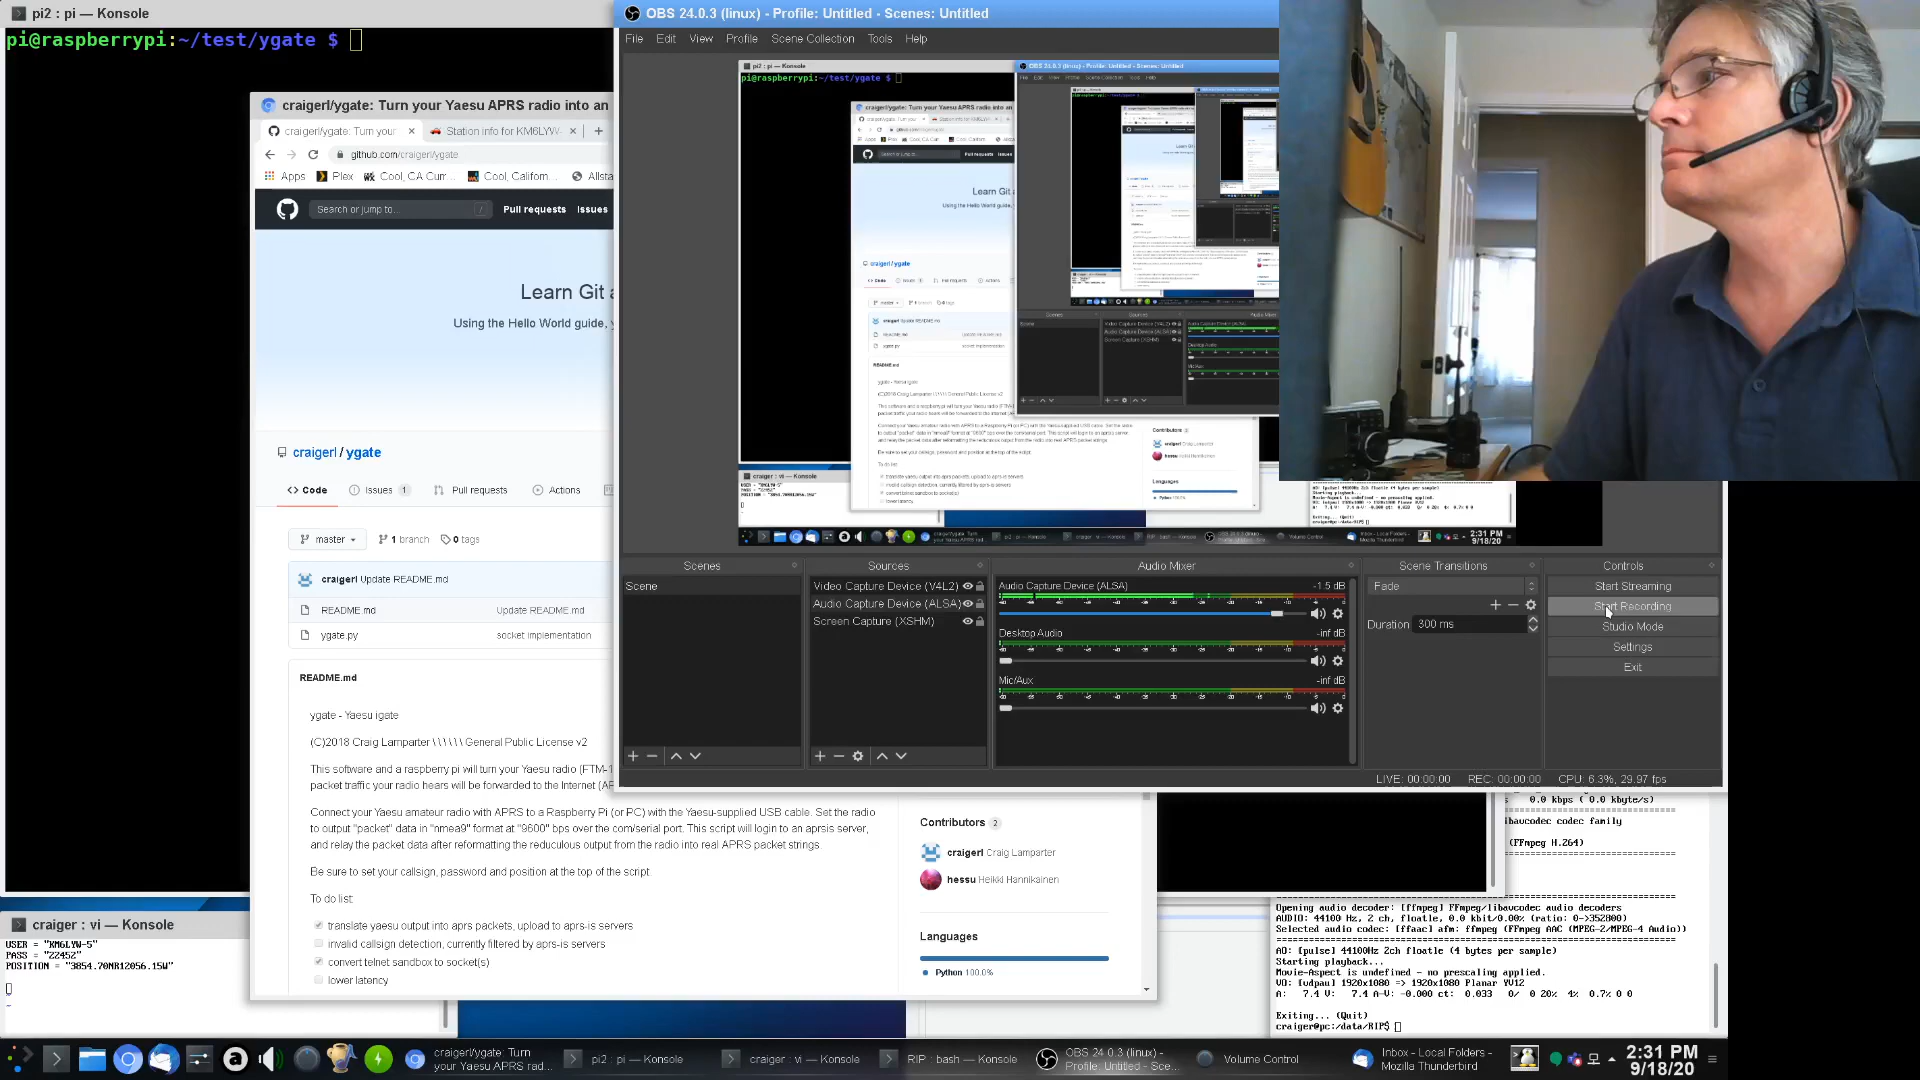 pi2 : pi — Konsole
pi@raspberrypi:~/test/ygate $
craigerl/ygate: Turn your Yaesu APRS radio into an
craigerl/ygate: Turn your
Station info for KM6LYW-
github.com/craigerl/ygate
Apps
Plex
Cool, CA Curr...
Cool, Californ...
Allsta
Search or jump to...
/
Pull requests
Issues
Learn Git a
Using the Hello World guide, y
craigerl / ygate
Code
Issues 1
Pull requests
Actions
master
1 branch
0 tags
craigerl Update README.md
README.md
Update README.md
ygate.py
socket implementation
README.md
ygate - Yaesu igate
(C)2018 Craig Lamparter \ \ \ \ \ \ General Public License v2
This software and a raspberry pi will turn your Yaesu radio (FTM-1
packet traffic your radio hears will be forwarded to the Internet (AP
Connect your Yaesu amateur radio with APRS to a Raspberry Pi (or PC) with the Yaesu-supplied USB cable. Set the radio
to output "packet" data in "nmea9" format at "9600" bps over the com/serial port. This script will login to an aprsis server,
and relay the packet data after reformatting the reduculous output from the radio into real APRS packet strings.
Be sure to set your callsign, password and position at the top of the script.
To do list:
translate yaesu output into aprs packets, upload to aprs-is servers
invalid callsign detection, currently filtered by aprs-is servers
convert telnet sandbox to socket(s)
lower latency
Contributors 2
craigerl Craig Lamparter
hessu Heikki Hannikainen
Languages
Python 100.0%
OBS 24.0.3 (linux) - Profile: Untitled - Scenes: Untitled
File
Edit
View
Profile
Scene Collection
Tools
Help
Scenes
Scene
Sources
Video Capture Device (V4L2)
Audio Capture Device (ALSA)
Screen Capture (XSHM)
Audio Mixer
Audio Capture Device (ALSA)
-1.5 dB
Desktop Audio
-inf dB
Mic/Aux
-inf dB
Scene Transitions
Fade
Duration
300 ms
Controls
Start Streaming
Start Recording
Studio Mode
Settings
Exit
LIVE: 00:00:00
REC: 00:00:00
CPU: 6.3%, 29.97 fps
craiger : vi — Konsole
USER = "KM6LYW-5"
PASS = "22452"
POSITION = "3854.70NR12056.15W"
0.0 kbps ( 0.0 kbyte/s)
ibavcodec codec family
(FFmpeg H.264)
Opening audio decoder: [ffmpeg] FFmpeg/libavcodec audio decoders
AUDIO: 44100 Hz, 2 ch, floatle, 0.0 kbit/0.00% (ratio: 0->352800)
Selected audio codec: [ffaac] afm: ffmpeg (FFmpeg AAC (MPEG-2/MPEG-4 Audio))
AO: [pulse] 44100Hz 2ch floatle (4 bytes per sample)
Starting playback...
Movie-Aspect is undefined - no prescaling applied.
VO: [vdpau] 1920x1080 => 1920x1080 Planar YV12
A: 7.4 V: 7.4 A-V: -0.000 ct: 0.033 0/ 0 20% 4% 0.7% 0 0
Exiting... (Quit)
craiger@pc:/data/RIP$
craigerl/ygate: Turn
your Yaesu APRS rad...
pi2 : pi — Konsole
craiger : vi — Konsole
RIP : bash — Konsole
OBS 24.0.3 (linux) -
Profile: Untitled - Sce...
Volume Control
Inbox - Local Folders -
Mozilla Thunderbird
2:31 PM
9/18/20